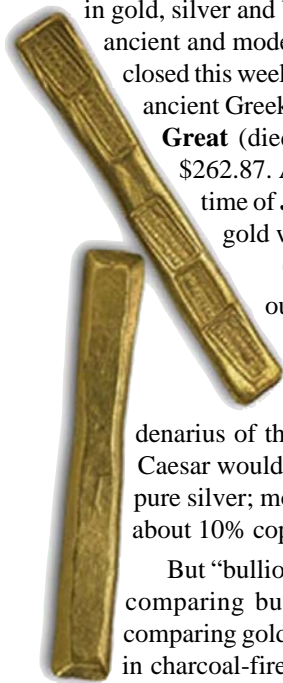 in gold, silver and
ancient and mode
closed this week
ancient Greek
Great (died
$262.87. A
time of J
gold w
ou
denarius of th
Caesar would
pure silver; mo
about 10% cop
But “bullio
comparing bu
comparing gold
in charcoal-fire